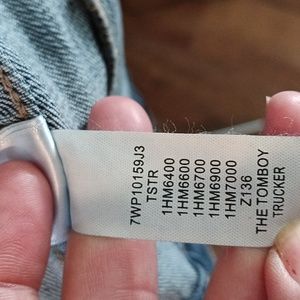 7WP10159J3
TSTR
1HM6400
1HM6600
1HM6700
1HM6900
1HM7000
Z136
THE TOMBOY
TRUCKER